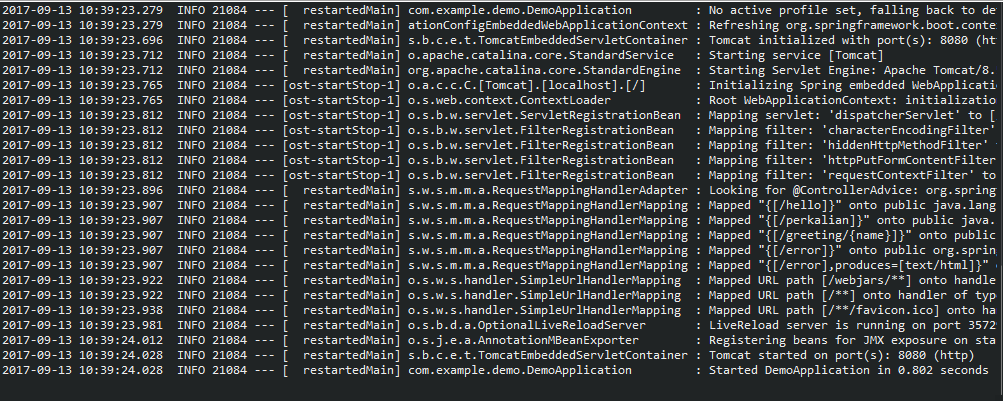 2017-09-13 10:39:23.279  INFO 21084 --- [  restartedMain] com.example.demo.DemoApplication         : No active profile set, falling back to de
2017-09-13 10:39:23.279  INFO 21084 --- [  restartedMain] ationConfigEmbeddedWebApplicationContext : Refreshing org.springframework.boot.conte
2017-09-13 10:39:23.696  INFO 21084 --- [  restartedMain] s.b.c.e.t.TomcatEmbeddedServletContainer : Tomcat initialized with port(s): 8080 (ht
2017-09-13 10:39:23.712  INFO 21084 --- [  restartedMain] o.apache.catalina.core.StandardService   : Starting service [Tomcat]
2017-09-13 10:39:23.712  INFO 21084 --- [  restartedMain] org.apache.catalina.core.StandardEngine  : Starting Servlet Engine: Apache Tomcat/8.
2017-09-13 10:39:23.765  INFO 21084 --- [ost-startStop-1] o.a.c.c.C.[Tomcat].[localhost].[/]       : Initializing Spring embedded WebApplicati
2017-09-13 10:39:23.765  INFO 21084 --- [ost-startStop-1] o.s.web.context.ContextLoader            : Root WebApplicationContext: initializatio
2017-09-13 10:39:23.812  INFO 21084 --- [ost-startStop-1] o.s.b.w.servlet.ServletRegistrationBean  : Mapping servlet: 'dispatcherServlet' to [
2017-09-13 10:39:23.812  INFO 21084 --- [ost-startStop-1] o.s.b.w.servlet.FilterRegistrationBean   : Mapping filter: 'characterEncodingFilter'
2017-09-13 10:39:23.812  INFO 21084 --- [ost-startStop-1] o.s.b.w.servlet.FilterRegistrationBean   : Mapping filter: 'hiddenHttpMethodFilter'
2017-09-13 10:39:23.812  INFO 21084 --- [ost-startStop-1] o.s.b.w.servlet.FilterRegistrationBean   : Mapping filter: 'httpPutFormContentFilter
2017-09-13 10:39:23.812  INFO 21084 --- [ost-startStop-1] o.s.b.w.servlet.FilterRegistrationBean   : Mapping filter: 'requestContextFilter' to
2017-09-13 10:39:23.896  INFO 21084 --- [  restartedMain] s.w.s.m.m.a.RequestMappingHandlerAdapter : Looking for @ControllerAdvice: org.spring
2017-09-13 10:39:23.907  INFO 21084 --- [  restartedMain] s.w.s.m.m.a.RequestMappingHandlerMapping : Mapped "{[/hello]}" onto public java.lang
2017-09-13 10:39:23.907  INFO 21084 --- [  restartedMain] s.w.s.m.m.a.RequestMappingHandlerMapping : Mapped "{[/perkalian]}" onto public java.
2017-09-13 10:39:23.907  INFO 21084 --- [  restartedMain] s.w.s.m.m.a.RequestMappingHandlerMapping : Mapped "{[/greeting/{name}]}" onto public
2017-09-13 10:39:23.907  INFO 21084 --- [  restartedMain] s.w.s.m.m.a.RequestMappingHandlerMapping : Mapped "{[/error]}" onto public org.sprin
2017-09-13 10:39:23.907  INFO 21084 --- [  restartedMain] s.w.s.m.m.a.RequestMappingHandlerMapping : Mapped "{[/error],produces=[text/html]}"
2017-09-13 10:39:23.922  INFO 21084 --- [  restartedMain] o.s.w.s.handler.SimpleUrlHandlerMapping  : Mapped URL path [/webjars/**] onto handle
2017-09-13 10:39:23.922  INFO 21084 --- [  restartedMain] o.s.w.s.handler.SimpleUrlHandlerMapping  : Mapped URL path [/**] onto handler of typ
2017-09-13 10:39:23.938  INFO 21084 --- [  restartedMain] o.s.w.s.handler.SimpleUrlHandlerMapping  : Mapped URL path [/**/favicon.ico] onto ha
2017-09-13 10:39:23.981  INFO 21084 --- [  restartedMain] o.s.b.d.a.OptionalLiveReloadServer       : LiveReload server is running on port 3572
2017-09-13 10:39:24.012  INFO 21084 --- [  restartedMain] o.s.j.e.a.AnnotationMBeanExporter        : Registering beans for JMX exposure on sta
2017-09-13 10:39:24.028  INFO 21084 --- [  restartedMain] s.b.c.e.t.TomcatEmbeddedServletContainer : Tomcat started on port(s): 8080 (http)
2017-09-13 10:39:24.028  INFO 21084 --- [  restartedMain] com.example.demo.DemoApplication         : Started DemoApplication in 0.802 seconds